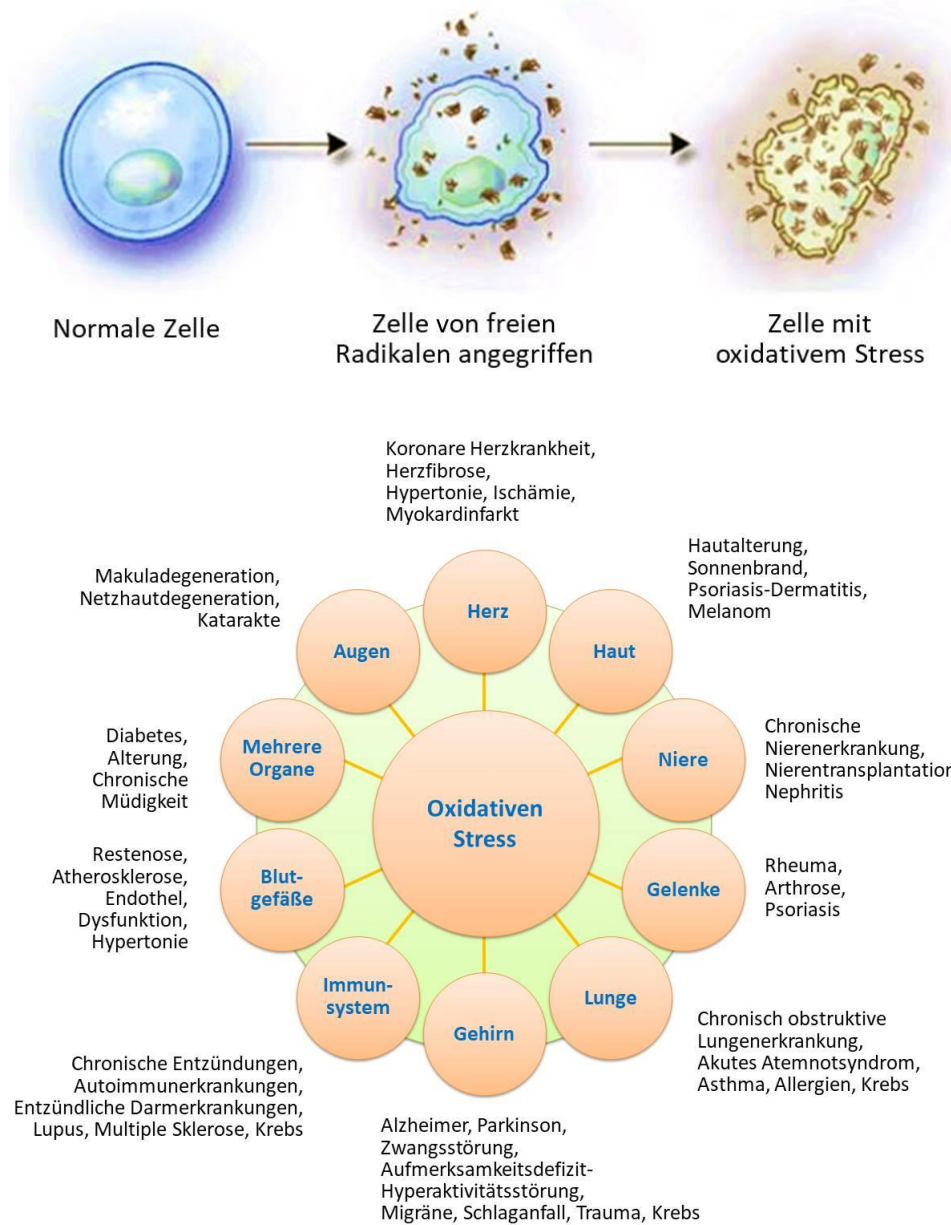 Normale Zelle
Zelle von freien
Radikalen angegriffen
Zelle mit
oxidativem Stress
Koronare Herzkrankheit,
Herzfibrose,
Hypertonie, Ischämie,
Myokardinfarkt
Hautalterung,
Sonnenbrand,
Psoriasis-Dermatitis,
Melanom
Makuladegeneration,
Netzhautdegeneration,
Katarakte
Herz
Augen
Haut
Diabetes,
Alterung,
Chronische
Müdigkeit
Mehrere
Organe
Niere
Chronische
Nierenerkrankung,
Nierentransplantation
Nephritis
Oxidativen
Stress
Restenose,
Atherosklerose,
Endothel,
Dysfunktion,
Hypertonie
Blut-
gefäße
Gelenke
Rheuma,
Arthrose,
Psoriasis
Immun-
system
Gehirn
Lunge
Chronisch obstruktive
Lungenerkrankung,
Akutes Atemnotsyndrom,
Asthma, Allergien, Krebs
Chronische Entzündungen,
Autoimmunerkrankungen,
Entzündliche Darmerkrankungen,
Lupus, Multiple Sklerose, Krebs
Alzheimer, Parkinson,
Zwangsstörung,
Aufmerksamkeitsdefizit-
Hyperaktivitätsstörung,
Migräne, Schlaganfall, Trauma, Krebs